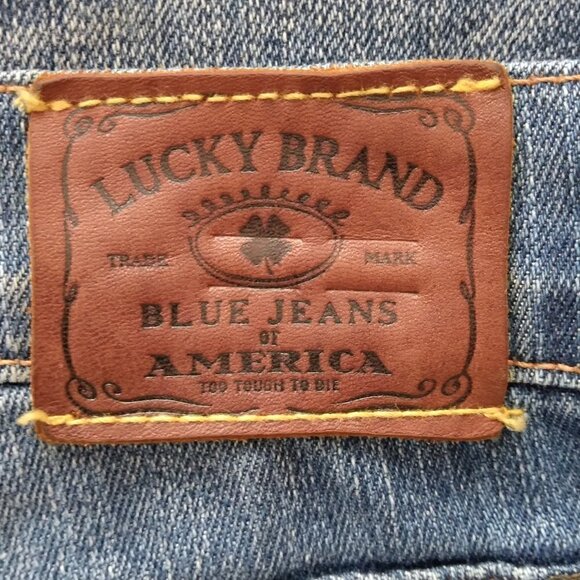 LUCKY BRAND
TRADE MARK
BLUE JEANS
OF
AMERICA
TOO TOUGH TO DIE